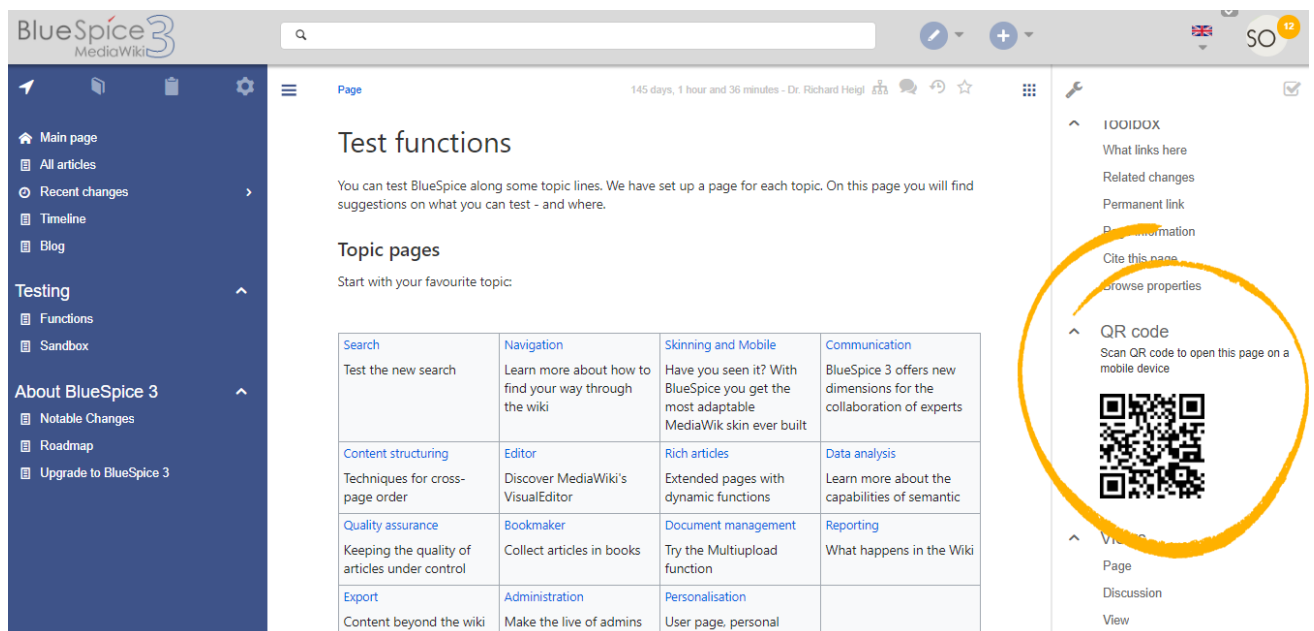 BlueSpice 3
MediaWiki
SO
12
Main page
All articles
Recent changes
Timeline
Blog
Testing
Functions
Sandbox
About BlueSpice 3
Notable Changes
Roadmap
Upgrade to BlueSpice 3
Page
145 days, 1 hour and 36 minutes - Dr. Richard Heigl
Test functions
You can test BlueSpice along some topic lines. We have set up a page for each topic. On this page you will find
suggestions on what you can test - and where.
Topic pages
Start with your favourite topic:
Search
Test the new search
Navigation
Learn more about how to
find your way through
the wiki
Skinning and Mobile
Have you seen it? With
BlueSpice you get the
most adaptable
MediaWik skin ever built
Communication
BlueSpice 3 offers new
dimensions for the
collaboration of experts
Content structuring
Techniques for cross-
page order
Editor
Discover MediaWiki's
VisualEditor
Rich articles
Extended pages with
dynamic functions
Data analysis
Learn more about the
capabilities of semantic
Quality assurance
Keeping the quality of
articles under control
Bookmaker
Collect articles in books
Document management
Try the Multiupload
function
Reporting
What happens in the Wiki
Export
Content beyond the wiki
Administration
Make the live of admins
Personalisation
User page, personal
Toolbox
What links here
Related changes
Permanent link
Page information
Cite this page
Browse properties
QR code
Scan QR code to open this page on a
mobile device
Views
Page
Discussion
View